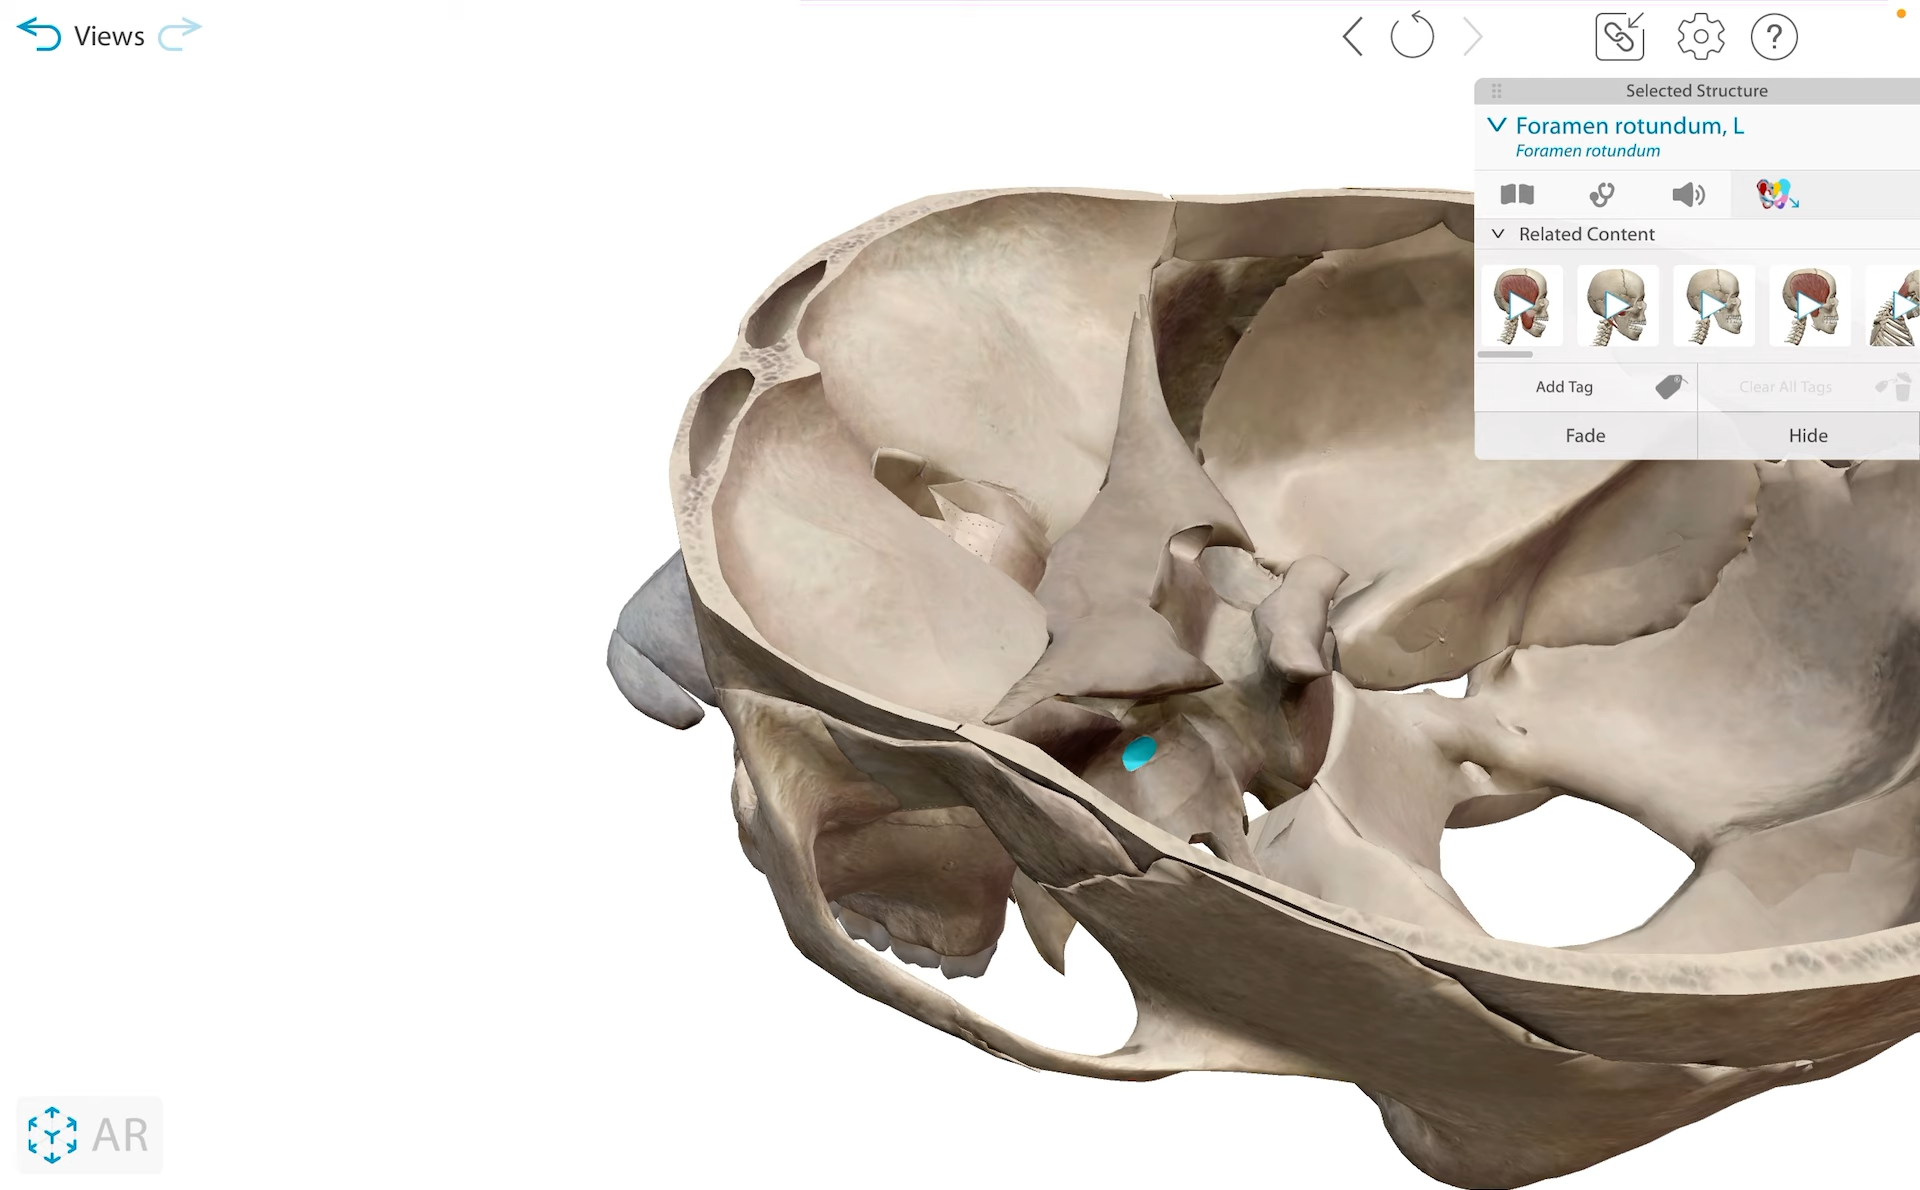 Views
?
Selected Structure
Foramen rotundum, L
Foramen rotundum
Related Content
Add Tag
Clear All Tags
Fade
Hide
AR